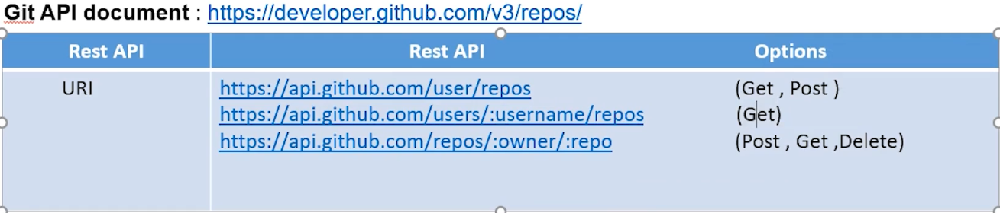 Git API document : https://developer.github.com/v3/repos/
Rest API Rest API Options
URI https://api.github.com/user/repos (Get , Post )
https://api.github.com/users/:username/repos (Get)
https://api.github.com/repos/:owner/:repo (Post , Get ,Delete)